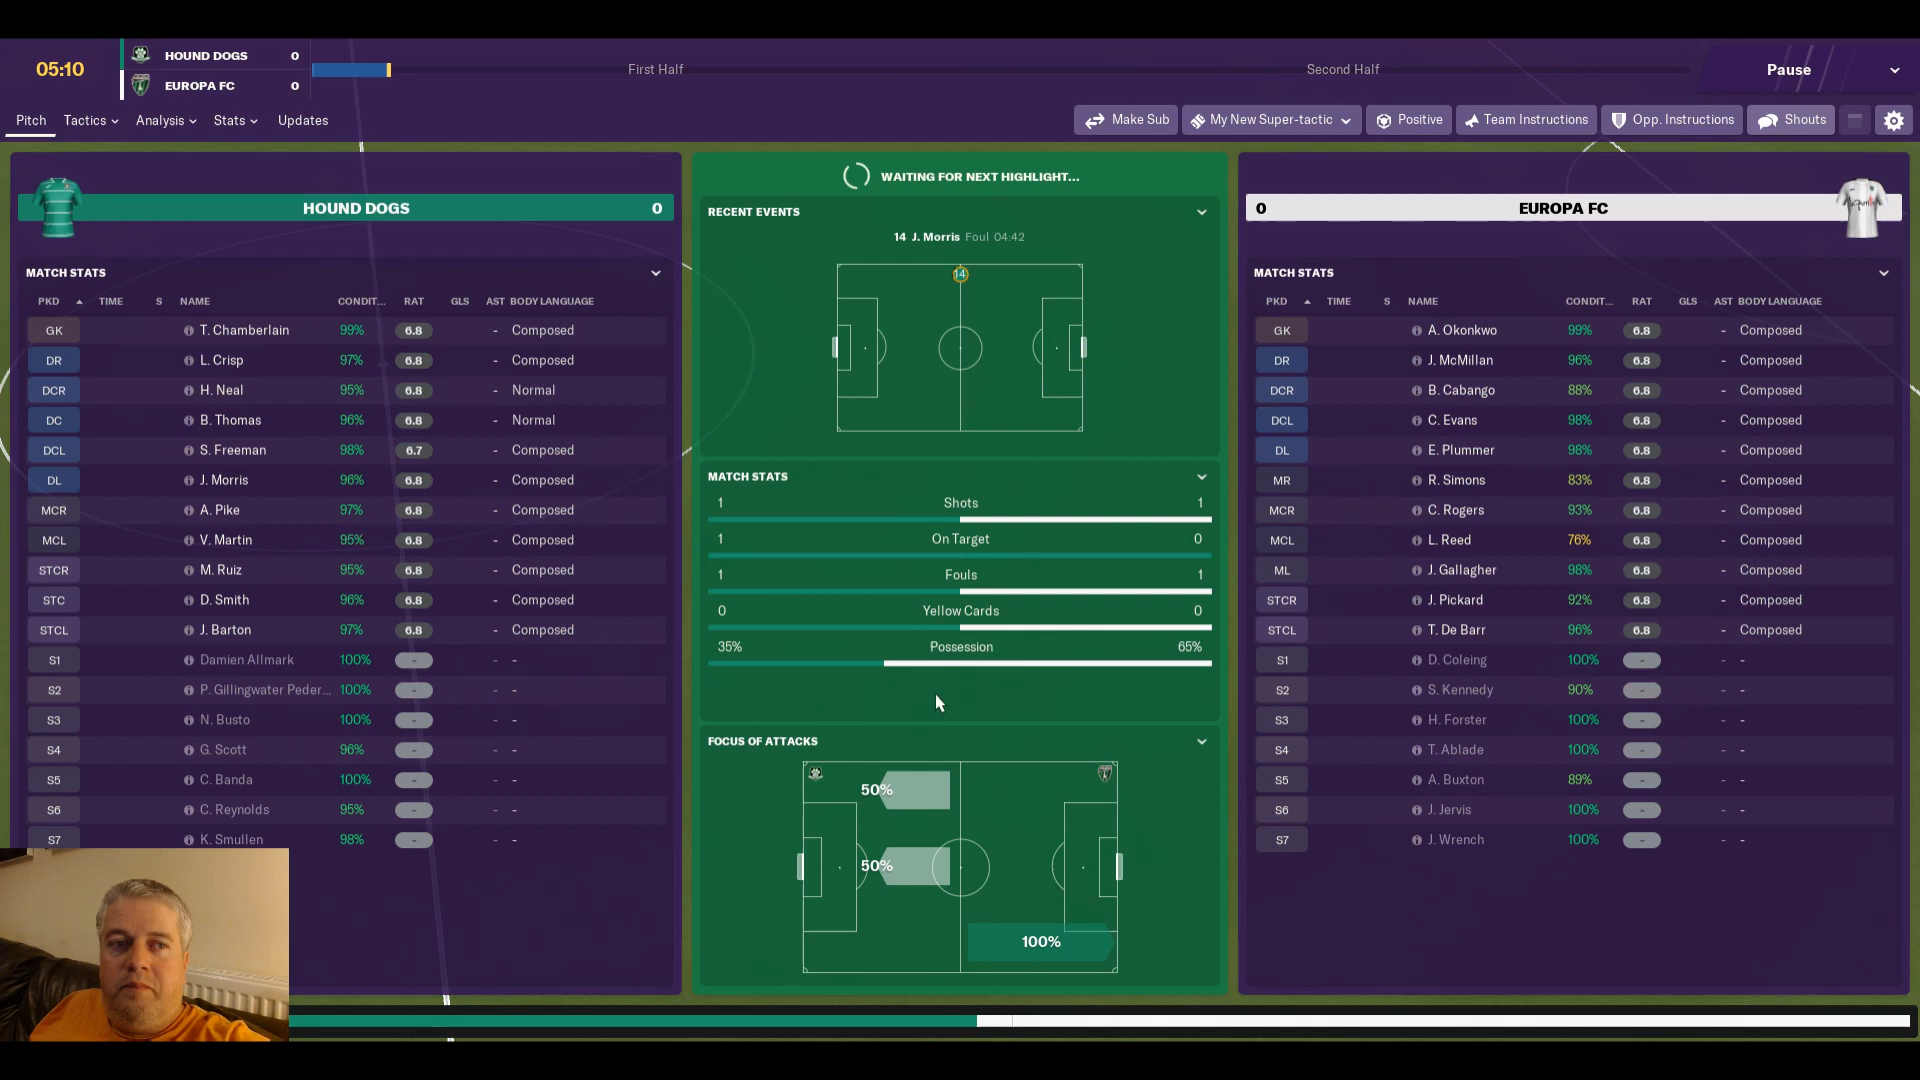 05:10
HOUND DOGS 0
EUROPA FC 0
First Half
Second Half
Pause
Pitch Tactics Analysis Stats Updates
Make Sub My New Super-tactic Positive Team Instructions Opp. Instructions Shouts
HOUND DOGS 0
MATCH STATS
PKD TIME S NAME CONDIT... RAT GLS AST BODY LANGUAGE
GK T. Chamberlain 99% 6.8 - Composed
DR L. Crisp 97% 6.8 - Composed
DCR H. Neal 95% 6.8 - Normal
DC B. Thomas 96% 6.8 - Normal
DCL S. Freeman 98% 6.7 - Composed
DL J. Morris 96% 6.8 - Composed
MCR A. Pike 97% 6.8 - Composed
MCL V. Martin 95% 6.8 - Composed
STCR M. Ruiz 95% 6.8 - Composed
STC D. Smith 96% 6.8 - Composed
STCL J. Barton 97% 6.8 - Composed
S1 Damien Allmark 100% - - -
S2 P. Gillingwater Peder... 100% - - -
S3 N. Busto 100% - - -
S4 G. Scott 96% - - -
S5 C. Banda 100% - - -
S6 C. Reynolds 95% - - -
S7 K. Smullen 98% - - -
WAITING FOR NEXT HIGHLIGHT...
RECENT EVENTS
14 J. Morris Foul 04:42
14
MATCH STATS
1 Shots 1
1 On Target 0
1 Fouls 1
0 Yellow Cards 0
35% Possession 65%
FOCUS OF ATTACKS
50%
50%
100%
0 EUROPA FC
MATCH STATS
PKD TIME S NAME CONDIT... RAT GLS AST BODY LANGUAGE
GK A. Okonkwo 99% 6.8 - Composed
DR J. McMillan 96% 6.8 - Composed
DCR B. Cabango 88% 6.8 - Composed
DCL C. Evans 98% 6.8 - Composed
DL E. Plummer 98% 6.8 - Composed
MR R. Simons 83% 6.8 - Composed
MCR C. Rogers 93% 6.8 - Composed
MCL L. Reed 76% 6.8 - Composed
ML J. Gallagher 98% 6.8 - Composed
STCR J. Pickard 92% 6.8 - Composed
STCL T. De Barr 96% 6.8 - Composed
S1 D. Coleing 100% - - -
S2 S. Kennedy 90% - - -
S3 H. Forster 100% - - -
S4 T. Ablade 100% - - -
S5 A. Buxton 89% - - -
S6 J. Jervis 100% - - -
S7 J. Wrench 100% - - -